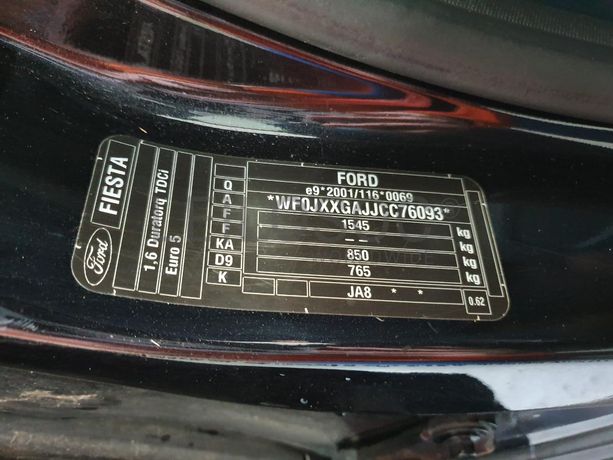 Ford
FIESTA
1.6 Duratorq TDCi
Euro 5
Q
A
F
F
KA
D9
K
FORD
e9*2001/116*0069
*WF0JXXGAJJCC76093*
1545 kg
-- kg
850 kg
765 kg
JA8 * *
0.62